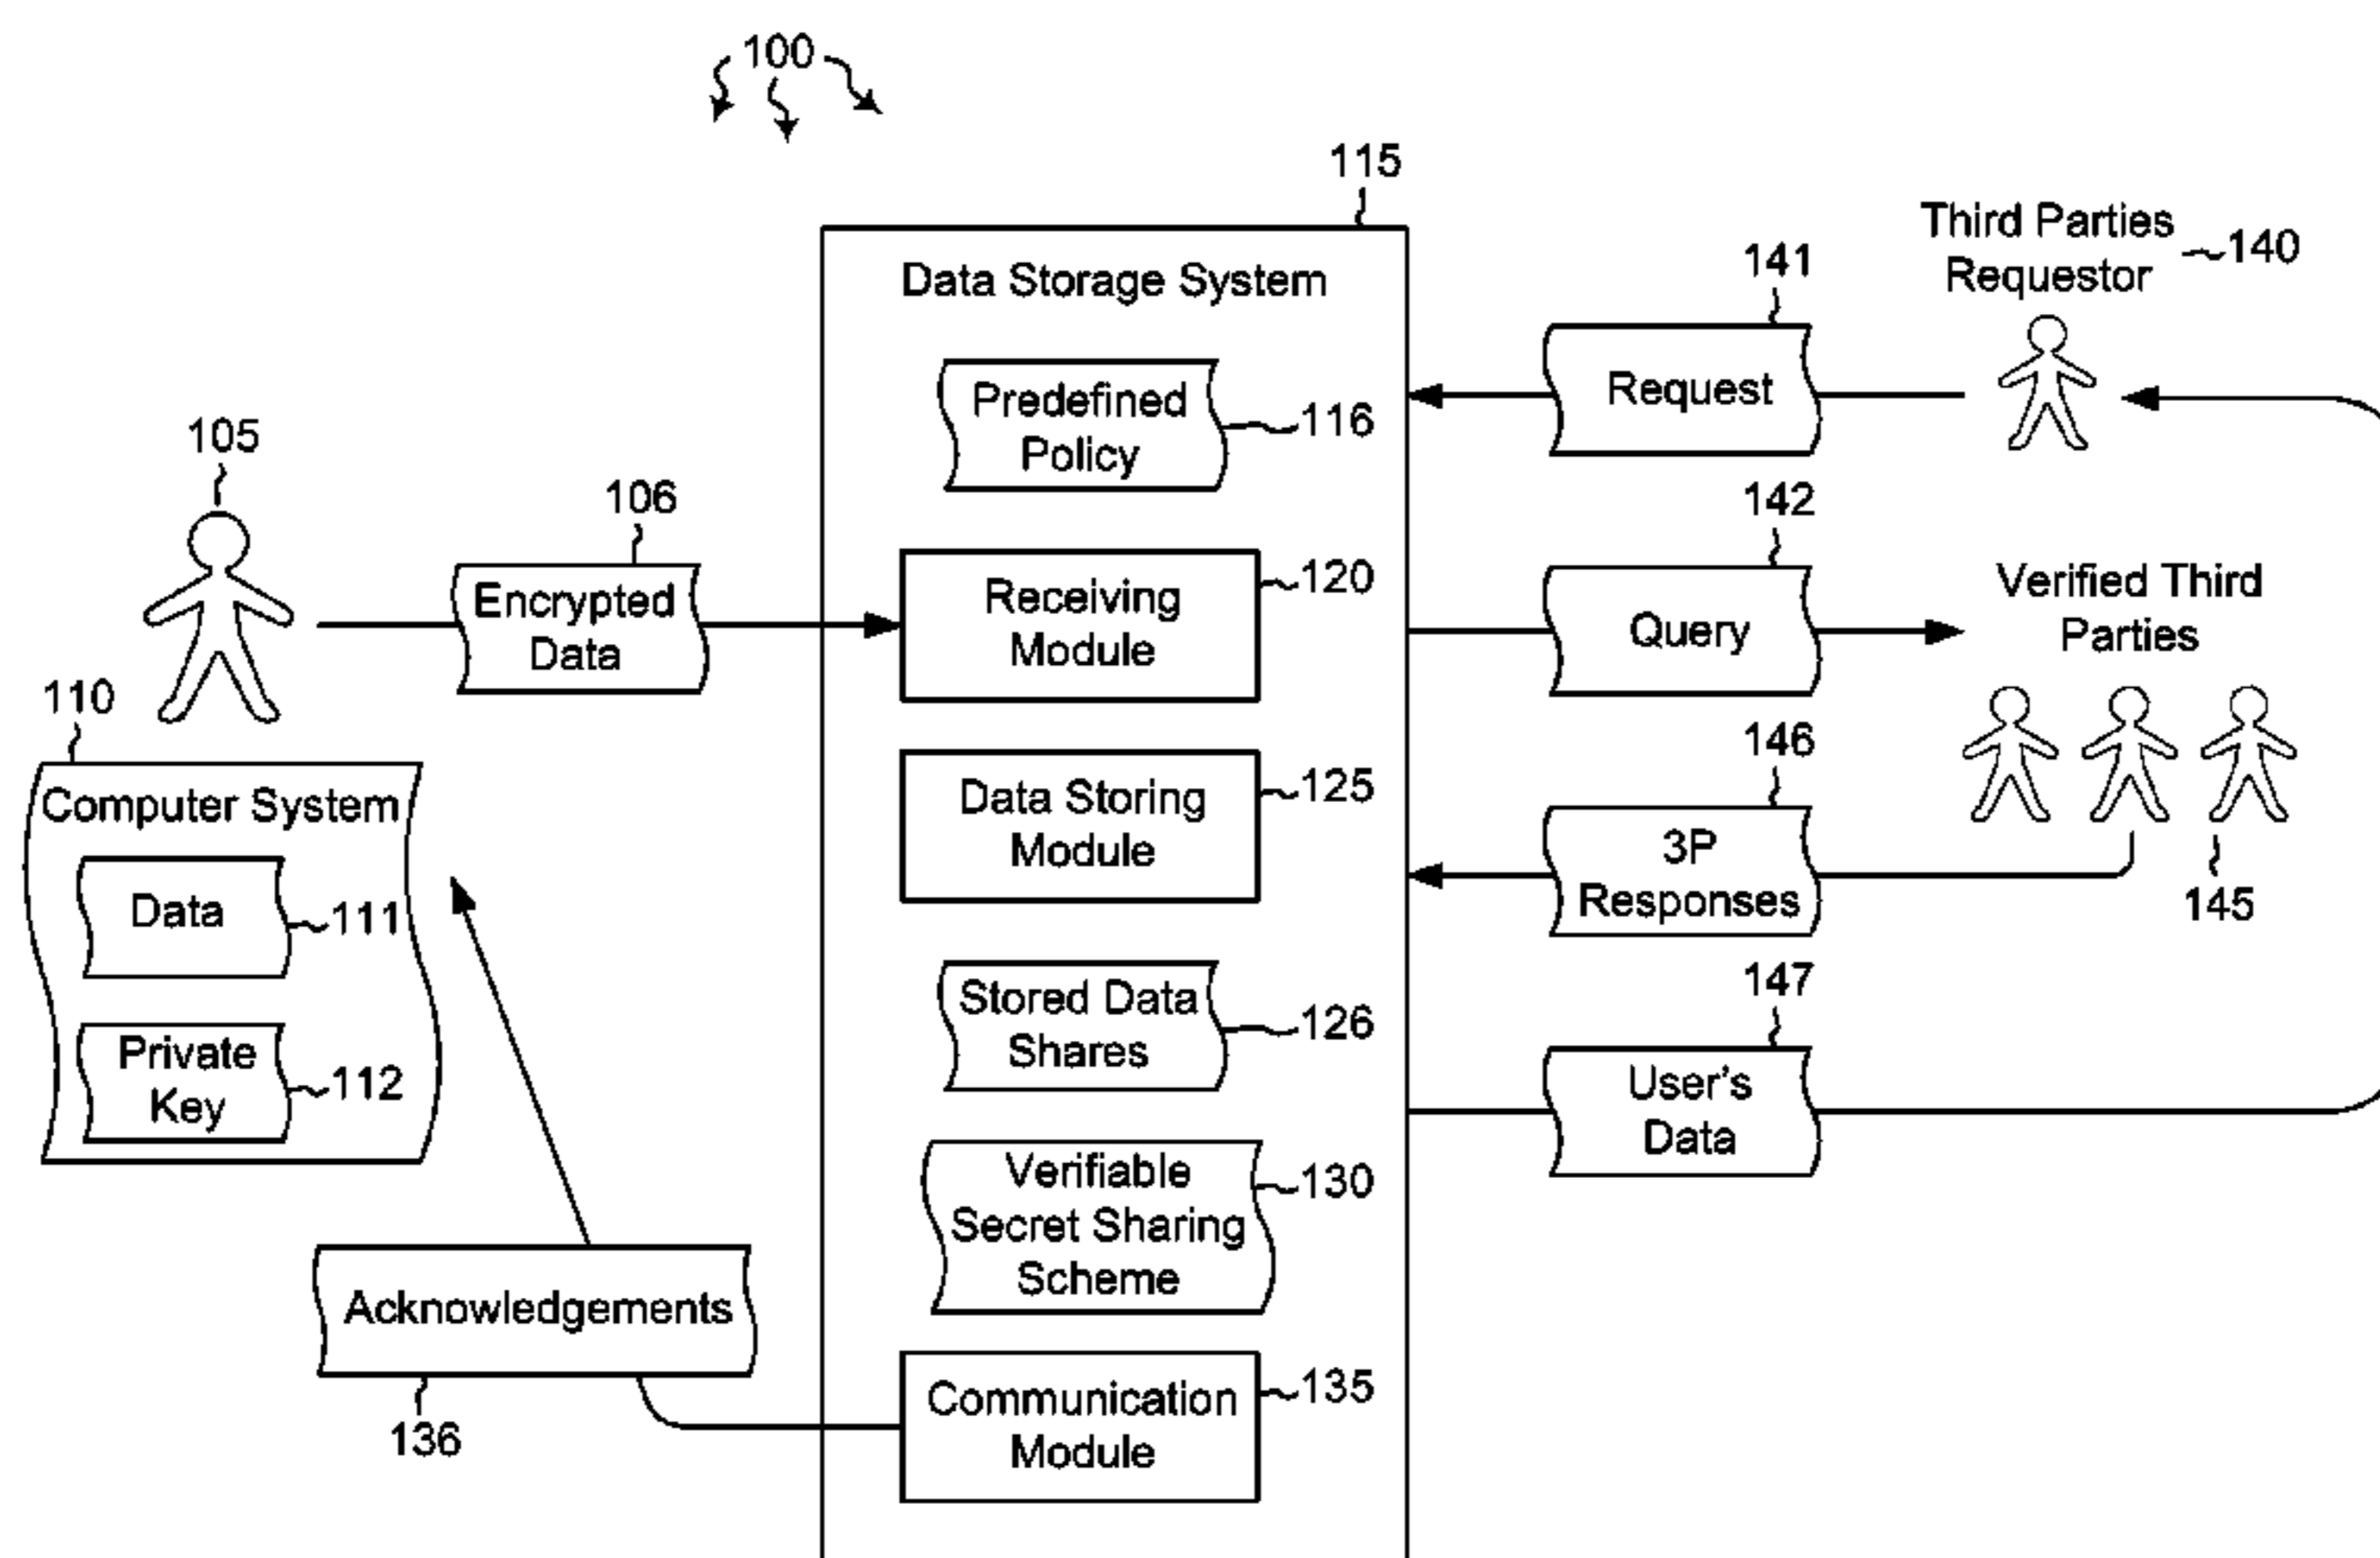 100
115
Data Storage System
Predefined
Policy
116
105
106
Encrypted
Data
Receiving
Module
120
110
Computer System
Data
111
Private
Key
112
Data Storing
Module
125
Stored Data
Shares
126
Verifiable
Secret Sharing
Scheme
130
Acknowledgements
136
Communication
Module
135
141
Request
Third Parties
Requestor
140
142
Query
Verified Third
Parties
146
3P
Responses
145
147
User's
Data